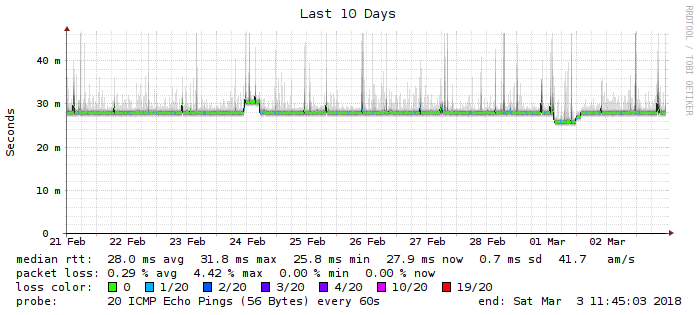 Last 10 Days
RRDTOOL / TOBI OETIKER
Seconds
40 m
30 m
20 m
10 m
0
21 Feb 22 Feb 23 Feb 24 Feb 25 Feb 26 Feb 27 Feb 28 Feb 01 Mar 02 Mar
median rtt: 28.0 ms avg 31.8 ms max 25.8 ms min 27.9 ms now 0.7 ms sd 41.7 am/s
packet loss: 0.29 % avg 4.42 % max 0.00 % min 0.00 % now
loss color: 0 1/20 2/20 3/20 4/20 10/20 19/20
probe: 20 ICMP Echo Pings (56 Bytes) every 60s end: Sat Mar 3 11:45:03 2018